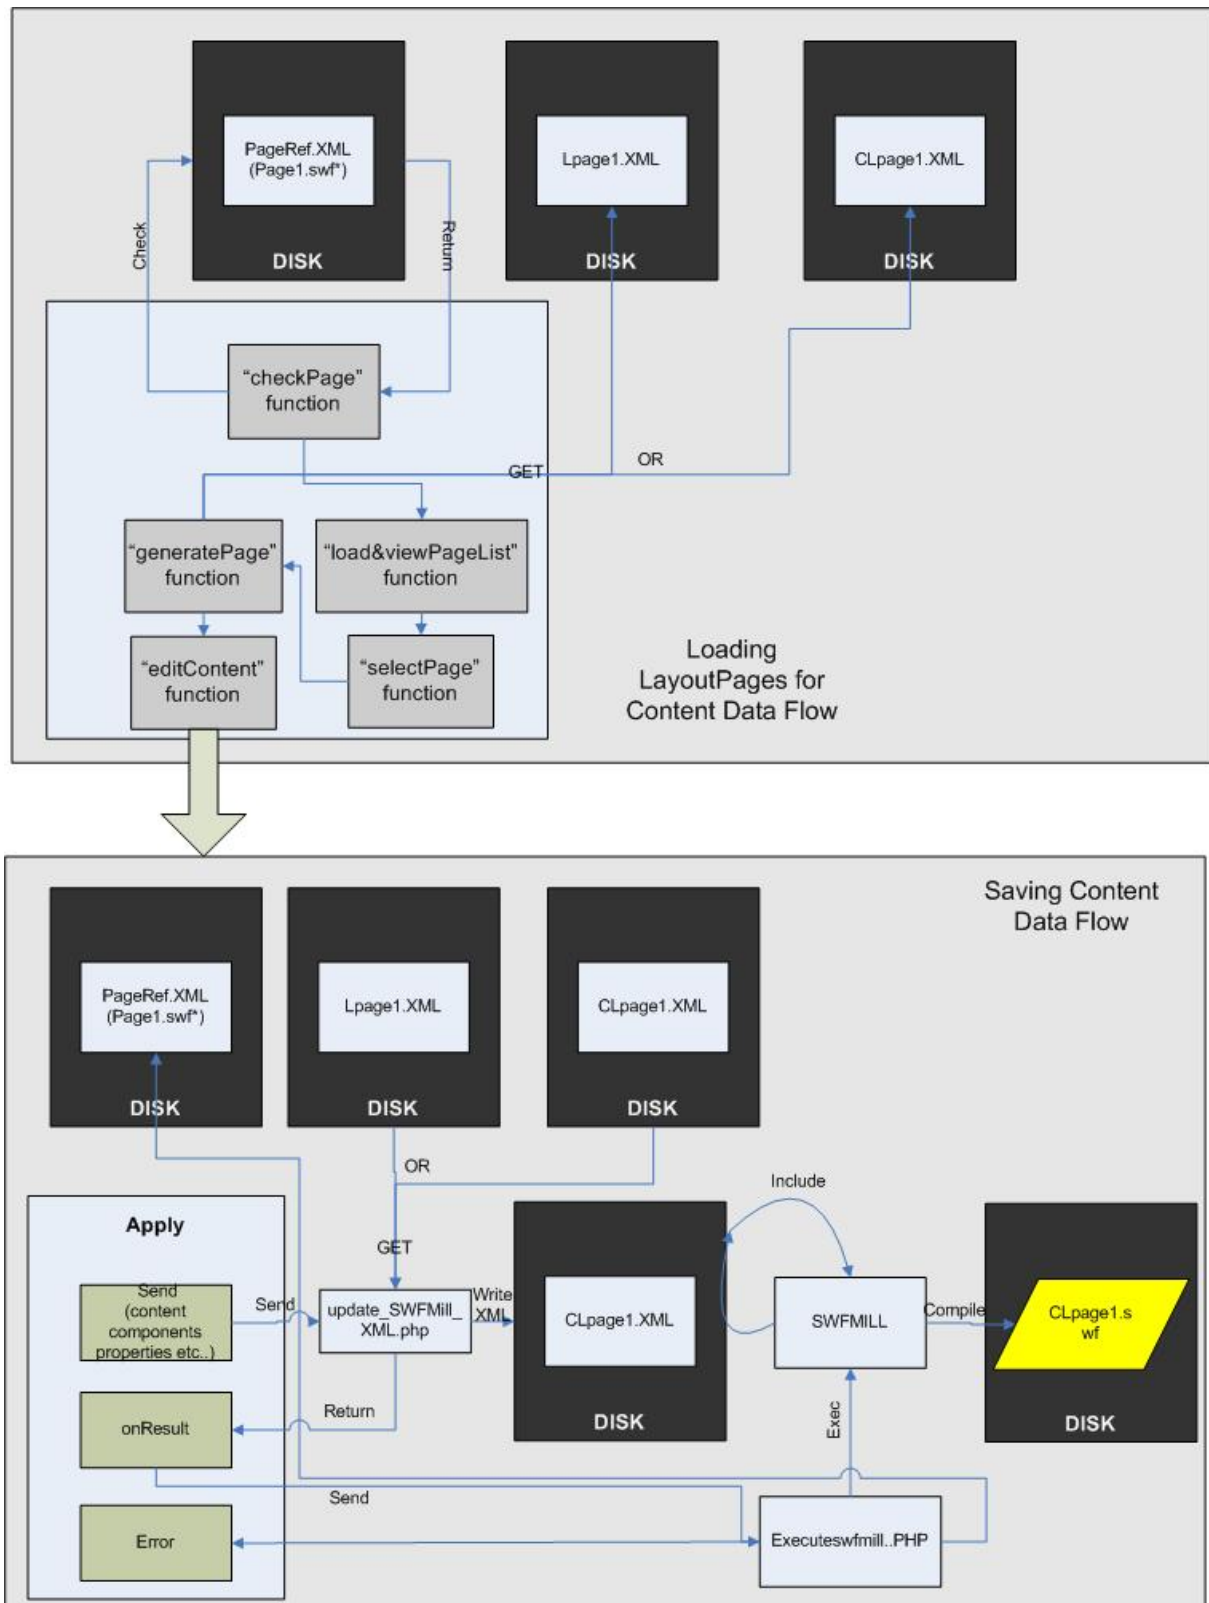 PageRef.XML
(Page1.swf*)
DISK
Lpage1.XML
DISK
CLpage1.XML
DISK
Check
Return
“checkPage”
function
GET
OR
“generatePage”
function
“load&viewPageList”
function
“editContent”
function
“selectPage”
function
Loading
LayoutPages for
Content Data Flow
Saving Content
Data Flow
PageRef.XML
(Page1.swf*)
DISK
Lpage1.XML
DISK
CLpage1.XML
DISK
OR
GET
Apply
Send
(content
components
properties etc..)
Send
update_SWFMill_
XML.php
Write
XML
CLpage1.XML
DISK
Include
SWFMILL
Compile
CLpage1.s
wf
DISK
onResult
Return
Exec
Send
Error
Executeswfmill..PHP